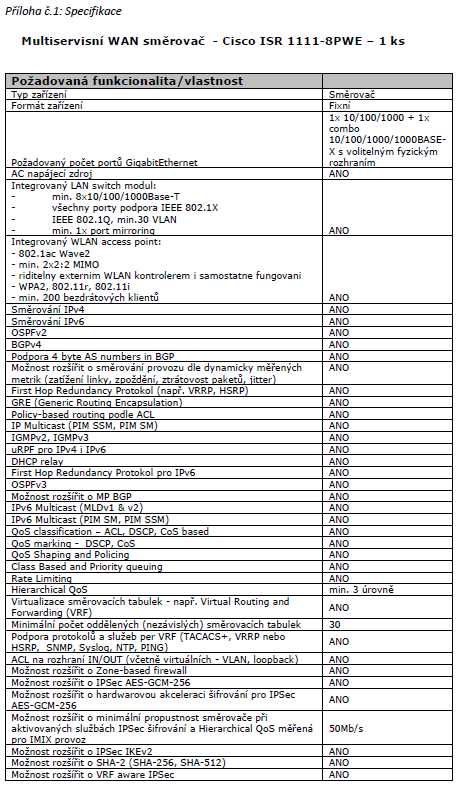 Příloha č.1: Specifikace
Multiservisní WAN směrovač  - Cisco ISR 1111-8PWE – 1 ks
Požadovaná funkcionalita/vlastnost
Typ zařízení Směrovač
Formát zařízení Fixní
Požadovaný počet portů GigabitEthernet 1x 10/100/1000 + 1x
combo
10/100/1000/1000BASE-
X s volitelným fyzickým
rozhraním
AC napájecí zdroj ANO
Integrovaný LAN switch modul:
- min. 8x10/100/1000Base-T
- všechny porty podpora IEEE 802.1X
- IEEE 802.1Q, min.30 VLAN
- min. 1x port mirroring ANO
Integrovaný WLAN access point:
- 802.1ac Wave2
- min. 2x2:2 MIMO
- riditelny externim WLAN kontrolerem i samostatne fungovani
- WPA2, 802.11r, 802.11i
- min. 200 bezdrátových klientů ANO
Směrování IPv4 ANO
Směrování IPv6 ANO
OSPFv2 ANO
BGPv4 ANO
Podpora 4 byte AS numbers in BGP ANO
Možnost rozšířit o směrování provozu dle dynamicky měřených ANO
metrik (zatížení linky, zpoždění, ztrátovost paketů, jitter)
First Hop Redundancy Protokol (např. VRRP, HSRP) ANO
GRE (Generic Routing Encapsulation) ANO
Policy-based routing podle ACL ANO
IP Multicast (PIM SSM, PIM SM) ANO
IGMPv2, IGMPv3 ANO
uRPF pro IPv4 i IPv6 ANO
DHCP relay ANO
First Hop Redundancy Protokol pro IPv6 ANO
OSPFv3 ANO
Možnost rozšířit o MP BGP ANO
IPv6 Multicast (MLDv1 & v2) ANO
IPv6 Multicast (PIM SM, PIM SSM) ANO
QoS classification – ACL, DSCP, CoS based ANO
QoS marking -  DSCP, CoS ANO
QoS Shaping and Policing ANO
Class Based and Priority queuing ANO
Rate Limiting ANO
Hierarchical QoS min. 3 úrovně
Virtualizace směrovacích tabulek - např. Virtual Routing and
Forwarding (VRF) ANO
Minimální počet oddělených (nezávislých) směrovacích tabulek 30
Podpora protokolů a služeb per VRF (TACACS+, VRRP nebo
HSRP,  SNMP, Syslog, NTP, PING) ANO
ACL na rozhraní IN/OUT (včetně virtuálních - VLAN, loopback) ANO
Možnost rozšířit o Zone-based firewall ANO
Možnost rozšířit o IPSec AES-GCM-256 ANO
Možnost rozšířit o hardwarovou akceleraci šifrování pro IPSec
AES-GCM-256 ANO
Možnost rozšířit o minimální propustnost směrovače při
aktivovaných službách IPSec šifrování a Hierarchical QoS měřená 50Mb/s
pro IMIX provoz
Možnost rozšířit o IPSec IKEv2 ANO
Možnost rozšířit o SHA-2 (SHA-256, SHA-512) ANO
Možnost rozšířit o VRF aware IPSec ANO